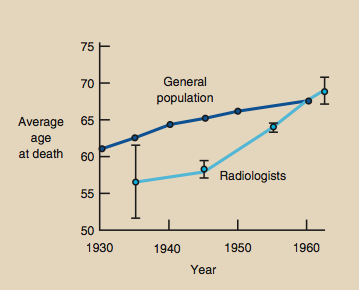 75
70
65
60
55
50
Average
age
at death
General
population
Radiologists
1930
1940
1950
1960
Year